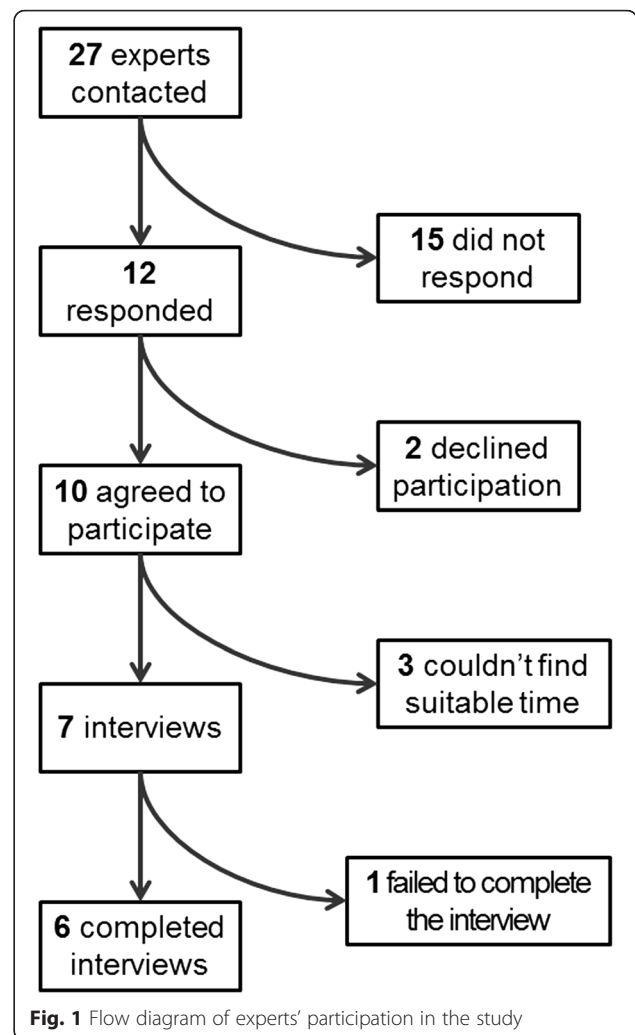 27 experts
contacted
15 did not
respond
12
responded
2 declined
participation
10 agreed to
participate
3 couldn't find
suitable time
7 interviews
1 failed to complete
the interview
6 completed
interviews
Fig. 1 Flow diagram of experts' participation in the study